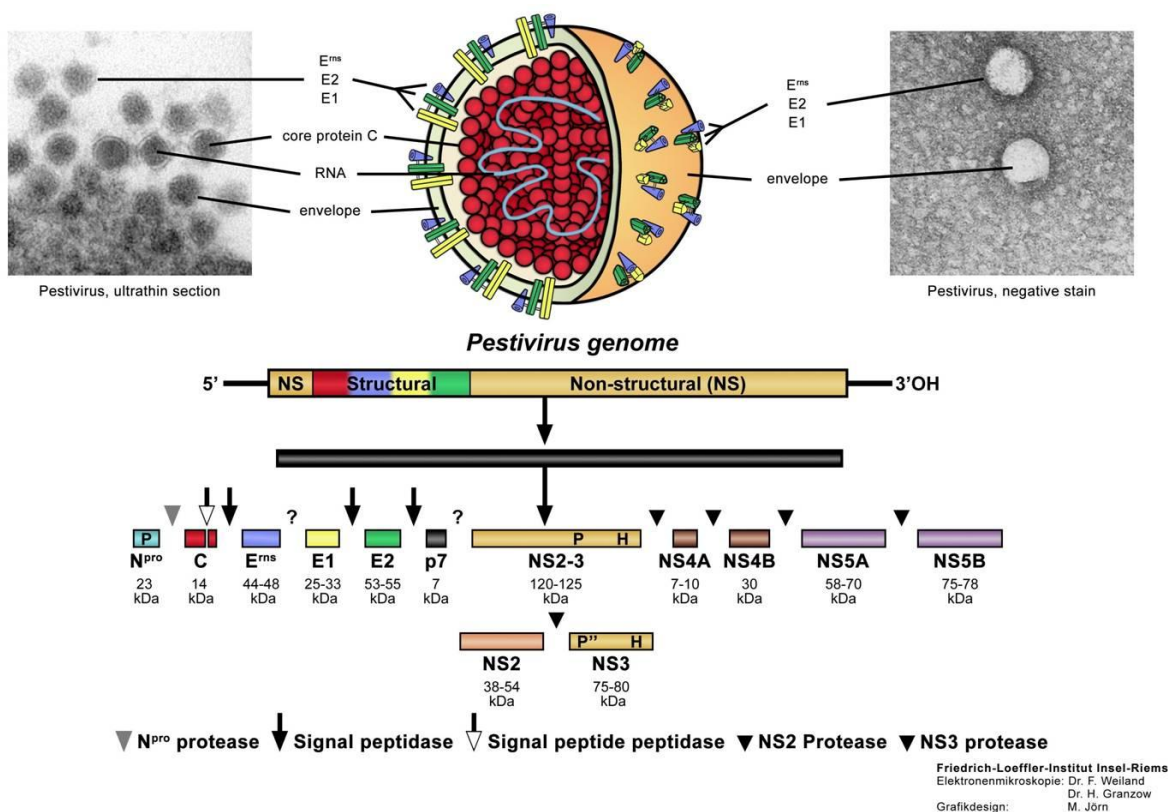 Eʳⁿˢ
E2
E1
core protein C
RNA
envelope
Eʳⁿˢ
E2
E1
envelope
Pestivirus, ultrathin section
Pestivirus, negative stain
Pestivirus genome
5’ NS Structural Non-structural (NS) 3’OH
? ?
P P H
Nᵖʳᵒ C Eʳⁿˢ E1 E2 p7 NS2-3 NS4A NS4B NS5A NS5B
23 14 44-48 25-33 53-55 7 120-125 7-10 30 58-70 75-78
kDa kDa kDa kDa kDa kDa kDa kDa kDa kDa kDa
P’’ H
NS2 NS3
38-54 75-80
kDa kDa
Nᵖʳᵒ protease Signal peptidase Signal peptide peptidase NS2 Protease NS3 protease
Friedrich-Loeffler-Institut Insel-Riems
Elektronenmikroskopie: Dr. F. Weiland
Dr. H. Granzow
Grafikdesign: M. Jörn